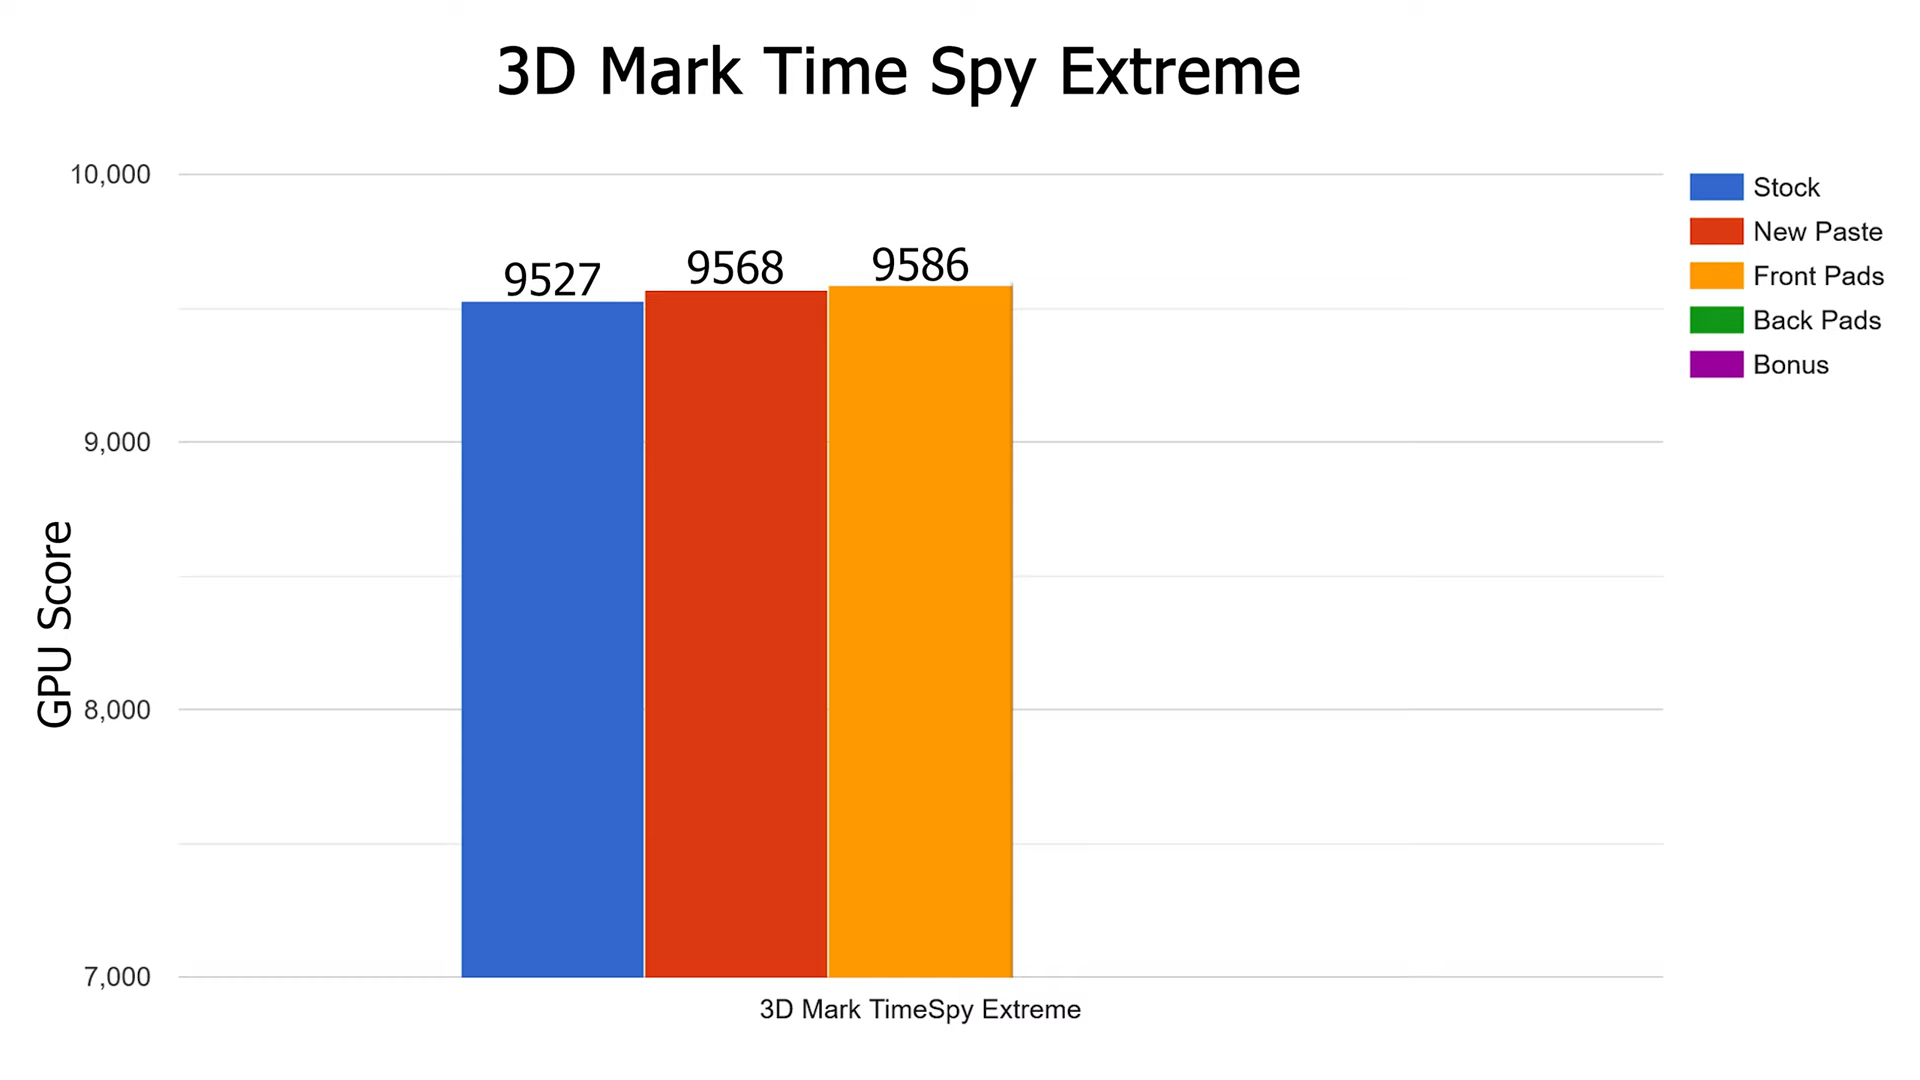 3D Mark Time Spy Extreme
10,000
9,000
8,000
7,000
GPU Score
9527
9568
9586
3D Mark TimeSpy Extreme
Stock
New Paste
Front Pads
Back Pads
Bonus